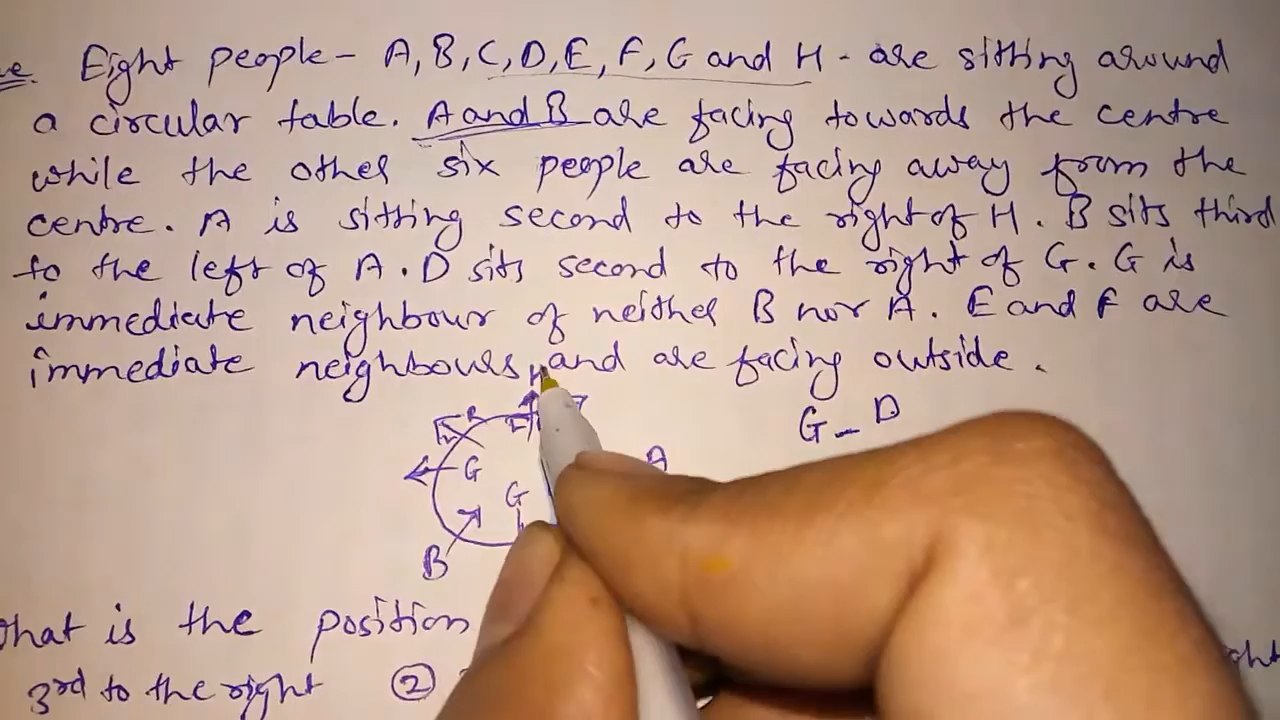 Eight people - A, B, C, D, E, F, G and H - are sitting around
a circular table. A and B are facing towards the centre
while the other six people are facing away from the
centre. A is sitting second to the right of H. B sits third
to the left of A. D sits second to the right of G. G is
immediate neighbour of neither B nor A. E and F are
immediate neighbours, and are facing outside.
G _ D
A
G
G
B
What is the position
3rd to the right ②